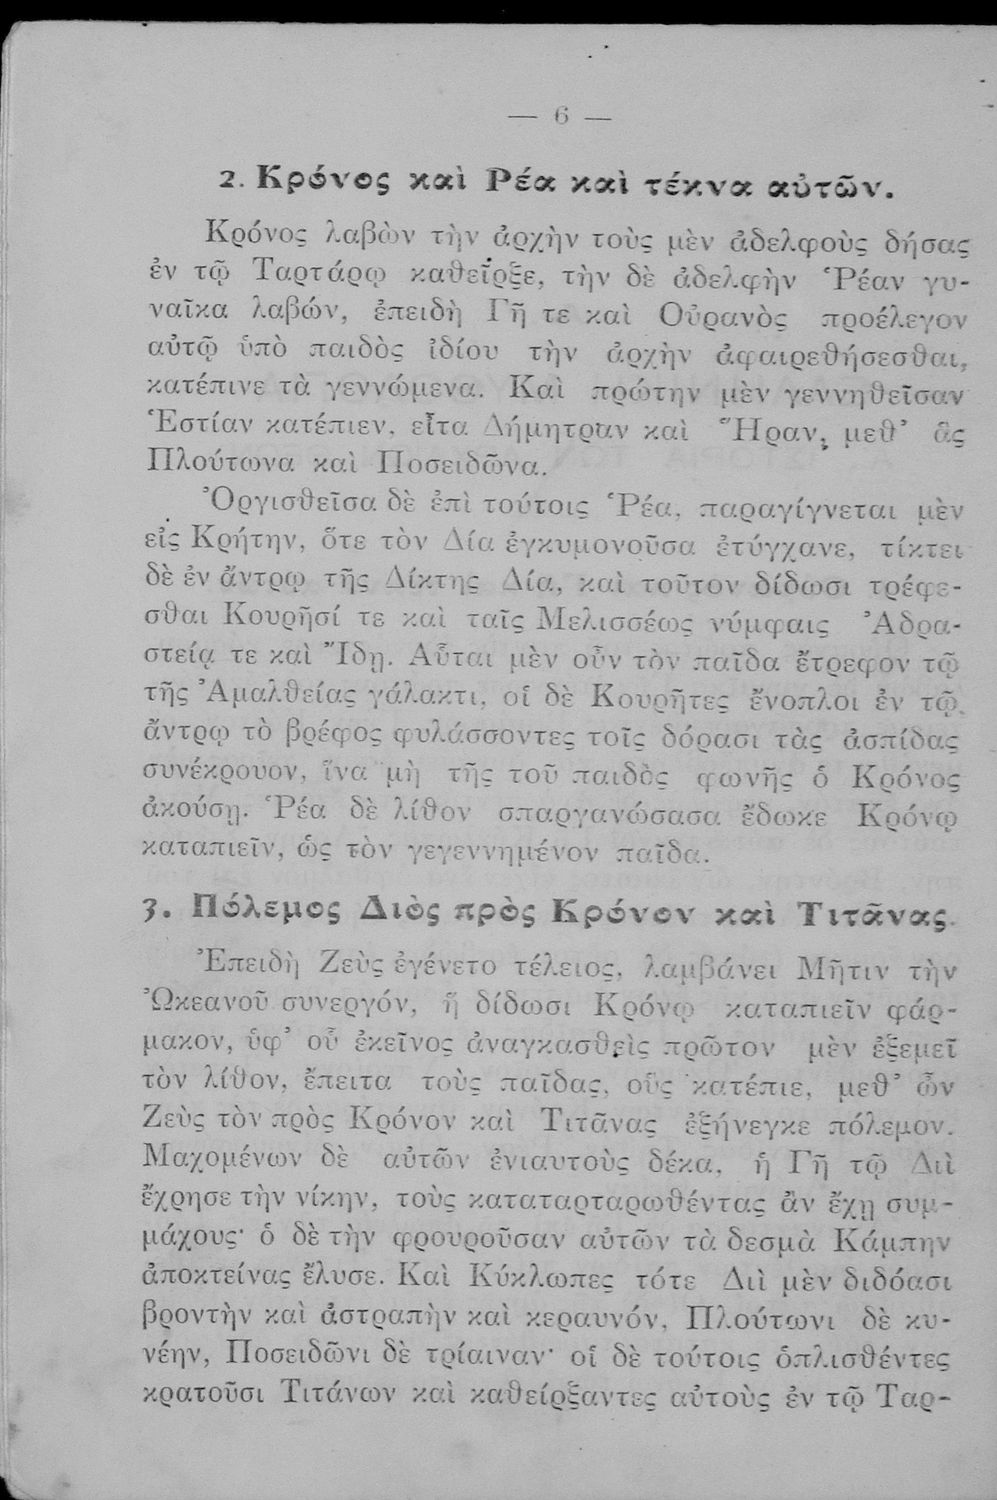 — 6 —
2. Κρόνος καὶ Ρέα καὶ τέκνα αὐτῶν.
Κρόνος λαβὼν τὴν ἀρχὴν τοὺς μὲν ἀδελφοὺς δήσας
ἐν τῷ Ταρτάρῳ καθεῖρξε, τὴν δὲ ἀδελφὴν Ῥέαν γυ-
ναῖκα λαβών, ἐπειδὴ Γῆ τε καὶ Οὐρανὸς προέλεγον
αὐτῷ ὑπὸ παιδὸς ἰδίου τὴν ἀρχὴν ἀφαιρεθήσεσθαι,
κατέπινε τὰ γεννώμενα. Καὶ πρώτην μὲν γεννηθεῖσαν
Ἑστίαν κατέπιεν, εἶτα Δήμητραν καὶ Ἥραν, μεθ’ ἃς
Πλούτωνα καὶ Ποσειδῶνα.
Ὀργισθεῖσα δὲ ἐπὶ τούτοις Ῥέα, παραγίγνεται μὲν
εἰς Κρήτην, ὅτε τὸν Δία ἐγκυμονοῦσα ἐτύγχανε, τίκτει
δὲ ἐν ἄντρῳ τῆς Δίκτης Δία, καὶ τοῦτον δίδωσι τρέφε-
σθαι Κουρῆσί τε καὶ ταῖς Μελισσέως νύμφαις Ἀδρα-
στείᾳ τε καὶ Ἴδῃ. Αὗται μὲν οὖν τὸν παῖδα ἔτρεφον τῷ
τῆς Ἀμαλθείας γάλακτι, οἱ δὲ Κουρῆτες ἔνοπλοι ἐν τῷ
ἄντρῳ τὸ βρέφος φυλάσσοντες τοῖς δόρασι τὰς ἀσπίδας
συνέκρουον, ἵνα μὴ τῆς τοῦ παιδὸς φωνῆς ὁ Κρόνος
ἀκούσῃ. Ῥέα δὲ λίθον σπαργανώσασα ἔδωκε Κρόνῳ
καταπιεῖν, ὡς τὸν γεγεννημένον παῖδα.
3. Πόλεμος Διὸς πρὸς Κρόνον καὶ Τιτᾶνας.
Ἐπειδὴ Ζεὺς ἐγένετο τέλειος, λαμβάνει Μῆτιν τὴν
Ὠκεανοῦ συνεργόν, ἣ δίδωσι Κρόνῳ καταπιεῖν φάρ-
μακον, ὑφ’ οὗ ἐκεῖνος ἀναγκασθεὶς πρῶτον μὲν ἐξεμεῖ
τὸν λίθον, ἔπειτα τοὺς παῖδας, οὓς κατέπιε, μεθ’ ὧν
Ζεὺς τὸν πρὸς Κρόνον καὶ Τιτᾶνας ἐξήνεγκε πόλεμον.
Μαχομένων δὲ αὐτῶν ἐνιαυτοὺς δέκα, ἡ Γῆ τῷ Διὶ
ἔχρησε τὴν νίκην, τοὺς καταταρταρωθέντας ἂν ἔχῃ συμ-
μάχους· ὁ δὲ τὴν φρουροῦσαν αὐτῶν τὰ δεσμὰ Κάμπην
ἀποκτείνας ἔλυσε. Καὶ Κύκλωπες τότε Διὶ μὲν διδόασι
βροντὴν καὶ ἀστραπὴν καὶ κεραυνόν, Πλούτωνι δὲ κυ-
νέην, Ποσειδῶνι δὲ τρίαιναν· οἱ δὲ τούτοις ὁπλισθέντες
κρατοῦσι Τιτάνων καὶ καθείρξαντες αὐτοὺς ἐν τῷ Ταρ-